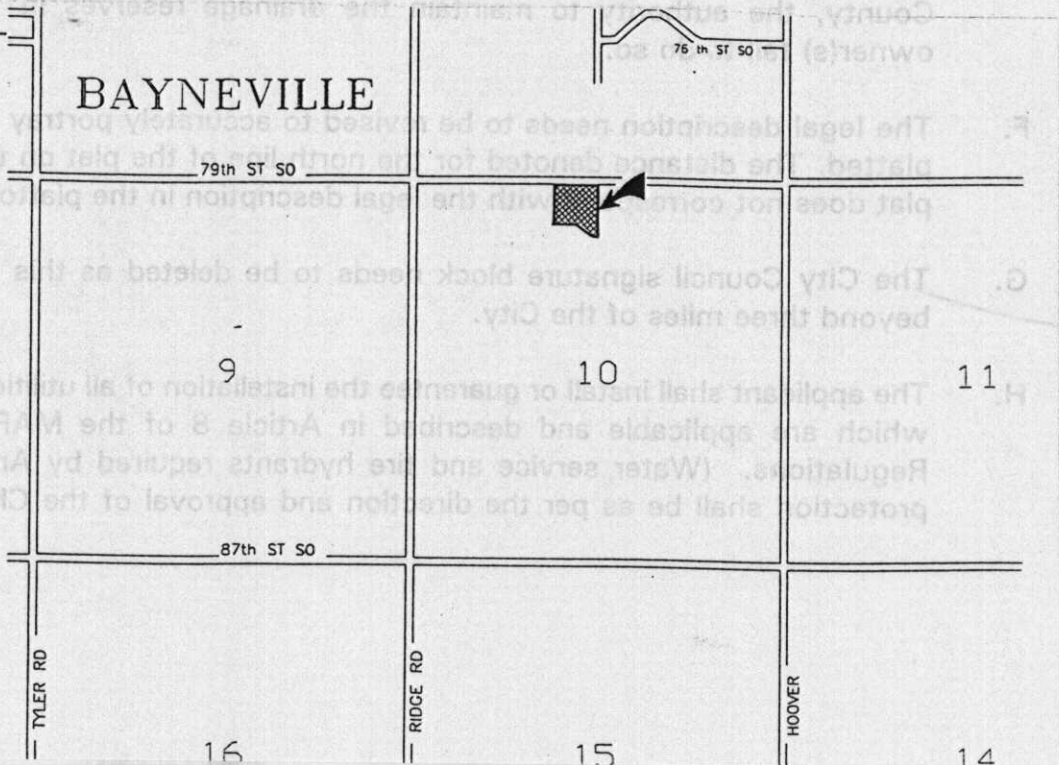 76 th ST SO
BAYNEVILLE
79th ST SO
9
10
11
87th ST SO
TYLER RD
RIDGE RD
HOOVER
16
15
14
County, the authority to maintain the drainage reserves
owner(s) fail to do so.
F. The legal description needs to be revised to accurately portray
platted. The distance denoted for the north line of the plat on
plat does not with the legal description in the
G. The City Council signature block needs to be deleted as this
beyond three miles of the City.
H. The applicant shall install or guarantee the installation of all
which are applicable and described in Article 8 of the
Regulations. (Water service and fire hydrants required by
protection shall be as per the direction and approval of the